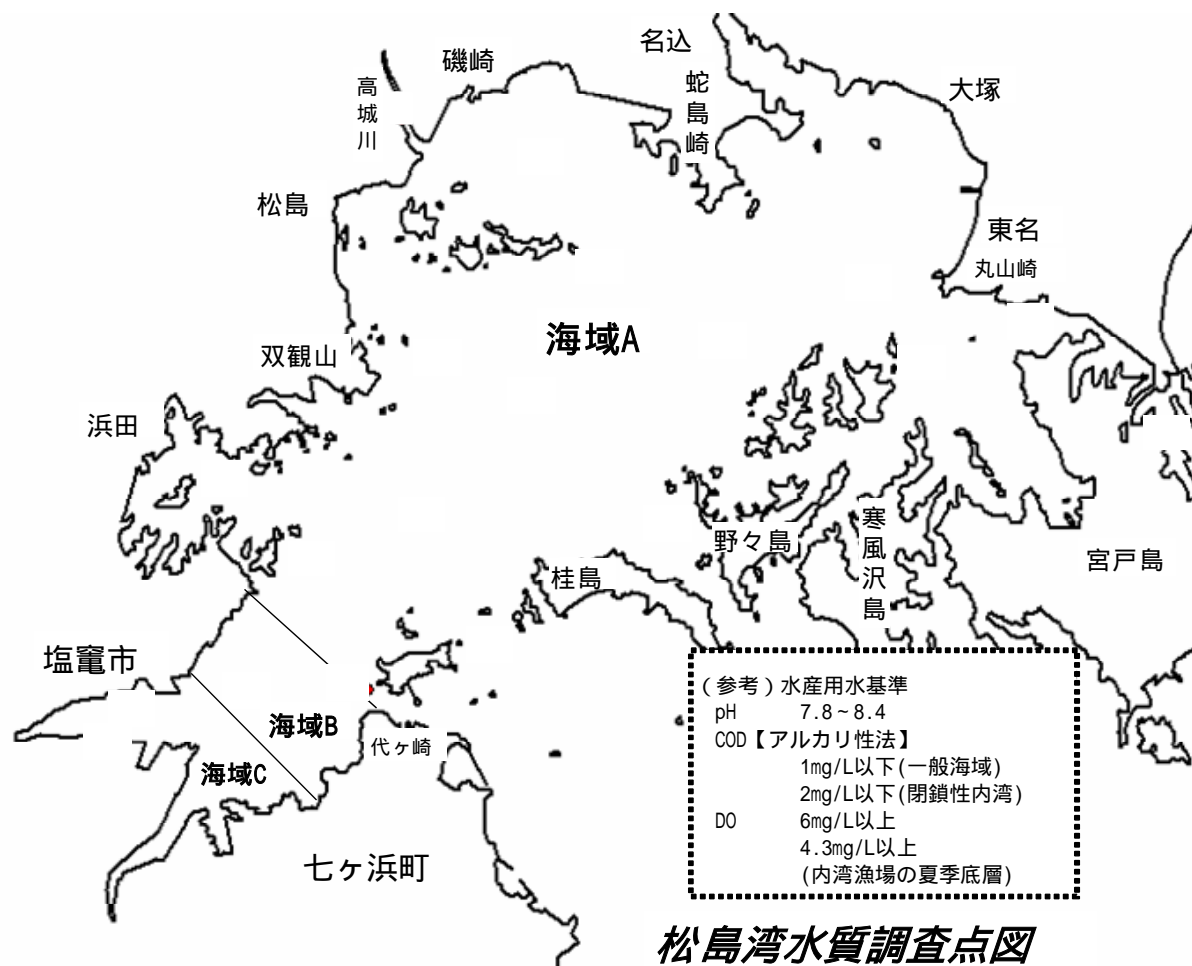 名込
磯崎
大塚
高城川
蛇島崎
松島
東名
丸山崎
海域A
双観山
浜田
寒風沢島
野々島
宮戸島
桂島
塩竈市
海域B
代ヶ崎
海域C
七ヶ浜町
(参考)水産用水基準
pH 7.8~8.4
COD【アルカリ性法】
1mg/L以下(一般海域)
2mg/L以下(閉鎖性内湾)
DO 6mg/L以上
4.3mg/L以上
(内湾漁場の夏季底層)
松島湾水質調査点図